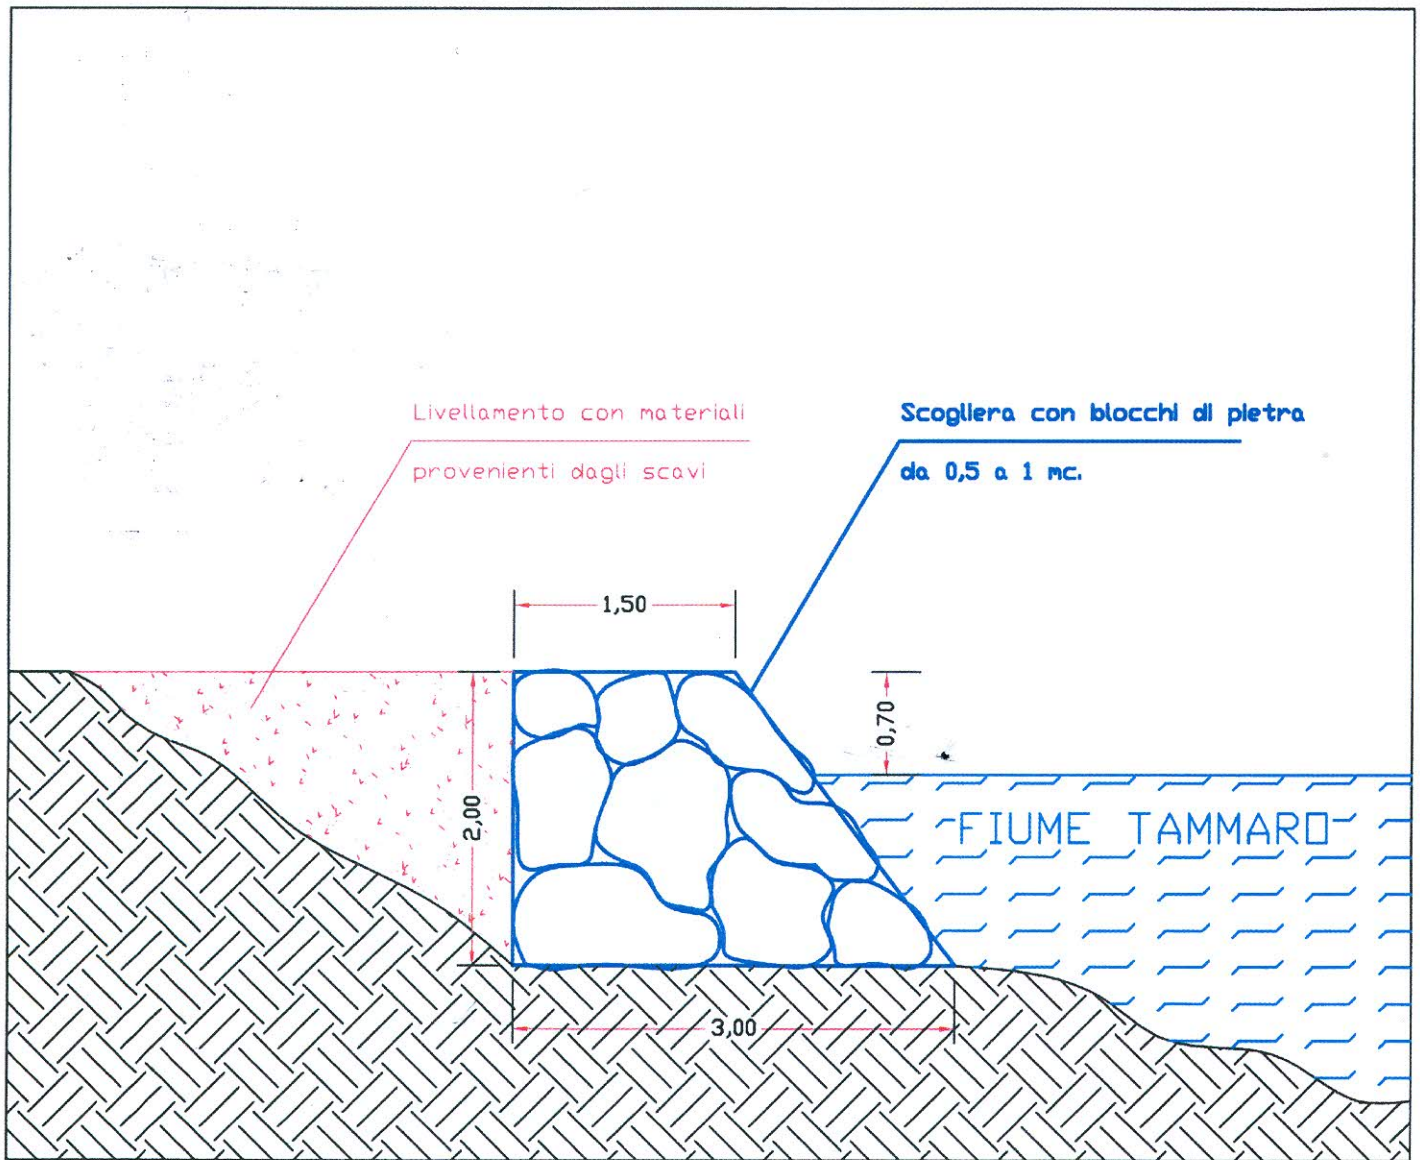 Livellamento con materiali
provenienti dagli scavi
Scogliera con blocchi di pietra
da 0,5 a 1 mc.
1,50
0,70
2,00
FIUME TAMMARO
3,00